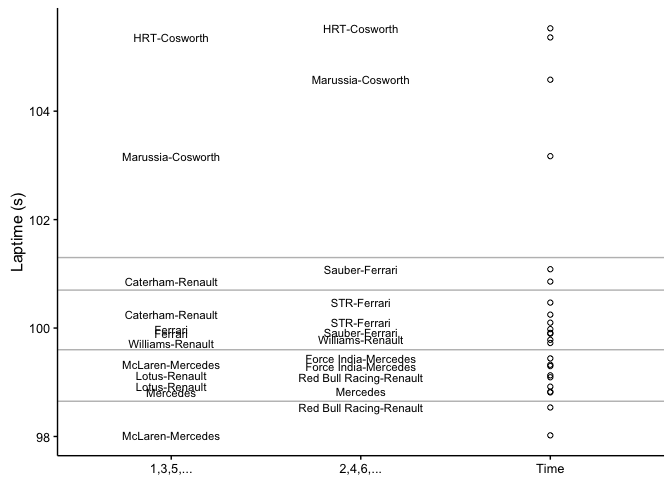 HRT-Cosworth
HRT-Cosworth
104
Marussia-Cosworth
Marussia-Cosworth
102
Laptime (s)
Sauber-Ferrari
Caterham-Renault
STR-Ferrari
Caterham-Renault
STR-Ferrari
100
Ferrari
Ferrari
Sauber-Ferrari
Williams-Renault
Williams-Renault
Force India-Mercedes
McLaren-Mercedes
Force India-Mercedes
Lotus-Renault
Red Bull Racing-Renault
Lotus-Renault
Mercedes
Mercedes
Red Bull Racing-Renault
98
McLaren-Mercedes
1,3,5,...
2,4,6,...
Time